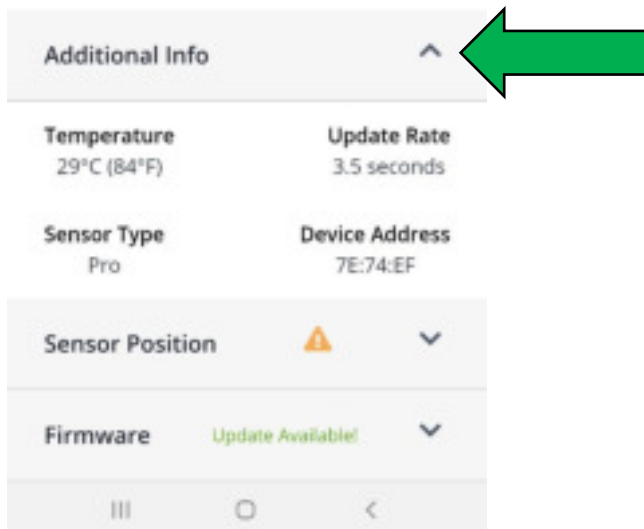 Additional Info
Temperature Update Rate
29°C (84°F) 3.5 seconds
Sensor Type Device Address
Pro 7E:74:EF
Sensor Position
Firmware Update Available!